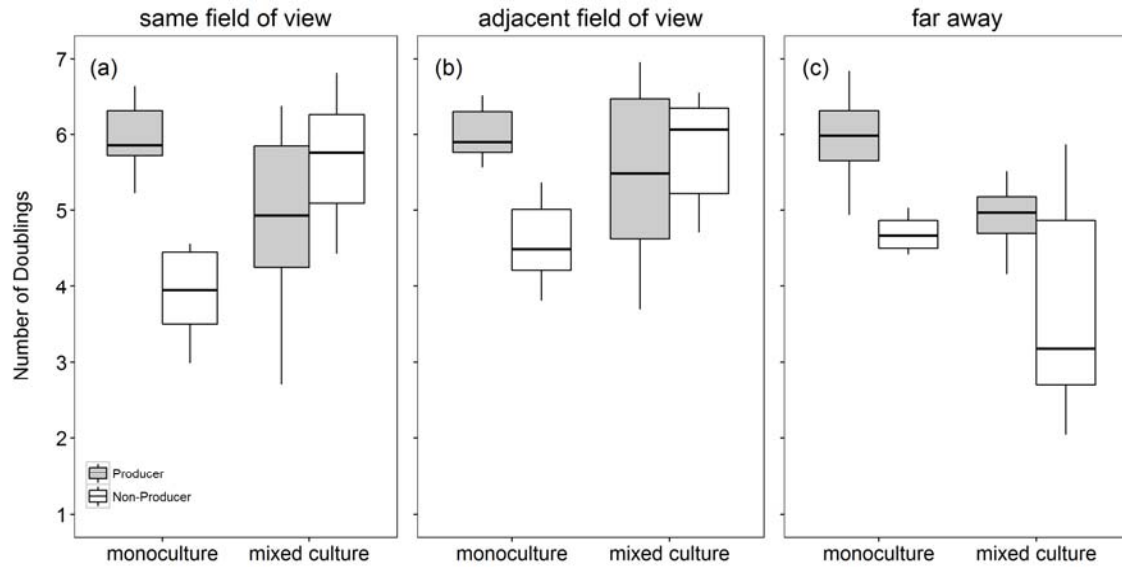 same field of view
adjacent field of view
far away
(a)
(b)
(c)
Number of Doublings
7
6
5
4
3
2
1
Producer
Non-Producer
monoculture
mixed culture
monoculture
mixed culture
monoculture
mixed culture